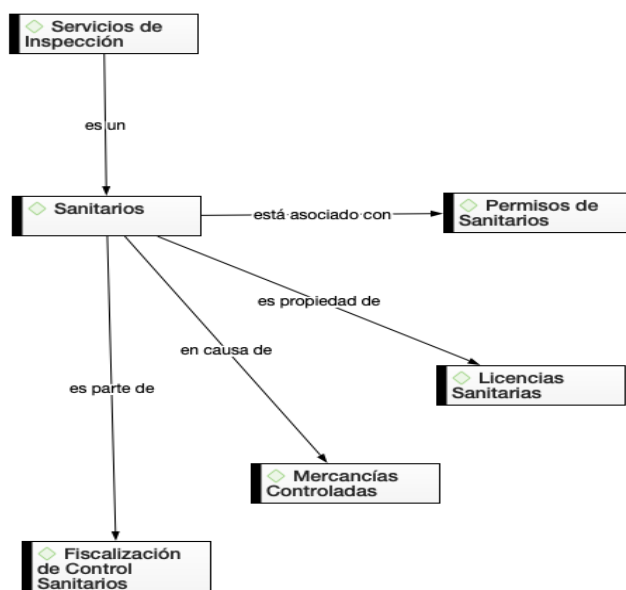 Servicios de
Inspección
es un
Sanitarios
está asociado con
Permisos de
Sanitarios
es propiedad de
en causa de
Licencias
Sanitarias
es parte de
Mercancías
Controladas
Fiscalización
de Control
Sanitarios